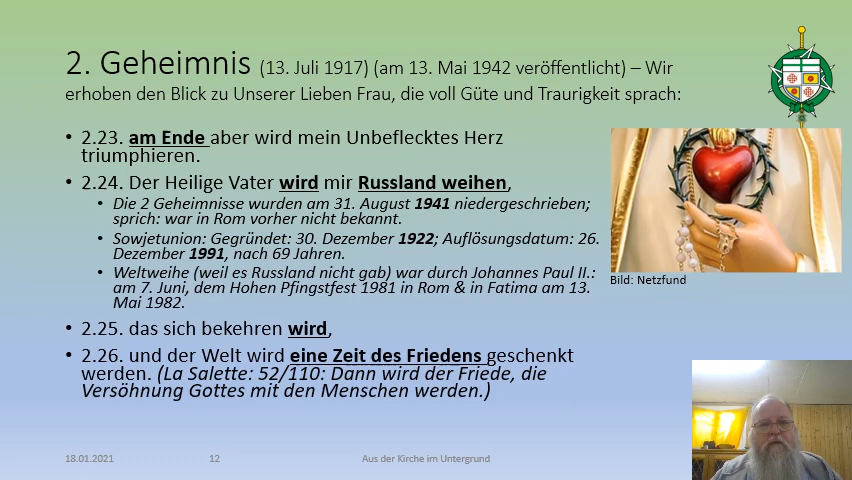 2. Geheimnis (13. Juli 1917) (am 13. Mai 1942 veröffentlicht) – Wir
erhoben den Blick zu Unserer Lieben Frau, die voll Güte und Traurigkeit sprach:
• 2.23. am Ende aber wird mein Unbeflecktes Herz
triumphieren.
• 2.24. Der Heilige Vater wird mir Russland weihen,
• Die 2 Geheimnisse wurden am 31. August 1941 niedergeschrieben;
sprich: war in Rom vorher nicht bekannt.
• Sowjetunion: Gegründet: 30. Dezember 1922; Auflösungsdatum: 26.
Dezember 1991, nach 69 Jahren.
• Weltweihe (weil es Russland nicht gab) war durch Johannes Paul II.:
am 7. Juni, dem Hohen Pfingstfest 1981 in Rom & in Fatima am 13.
Mai 1982.
Bild: Netzfund
• 2.25. das sich bekehren wird,
• 2.26. und der Welt wird eine Zeit des Friedens geschenkt
werden. (La Salette: 52/110: Dann wird der Friede, die
Versöhnung Gottes mit den Menschen werden.)
18.01.2021 12 Aus der Kirche im Untergrund